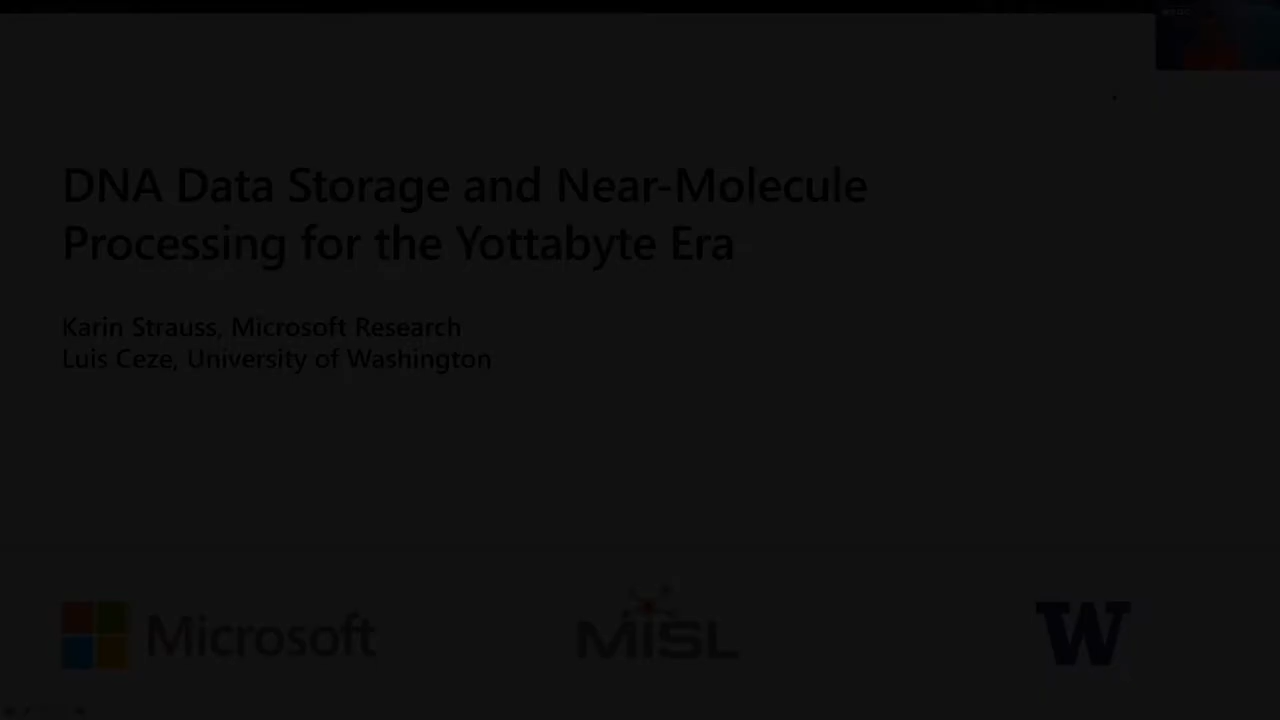 DNA Data Storage and Near-Molecule
Processing for the Yottabyte Era
Karin Strauss, Microsoft Research
Luis Ceze, University of Washington
Microsoft
MISL
W